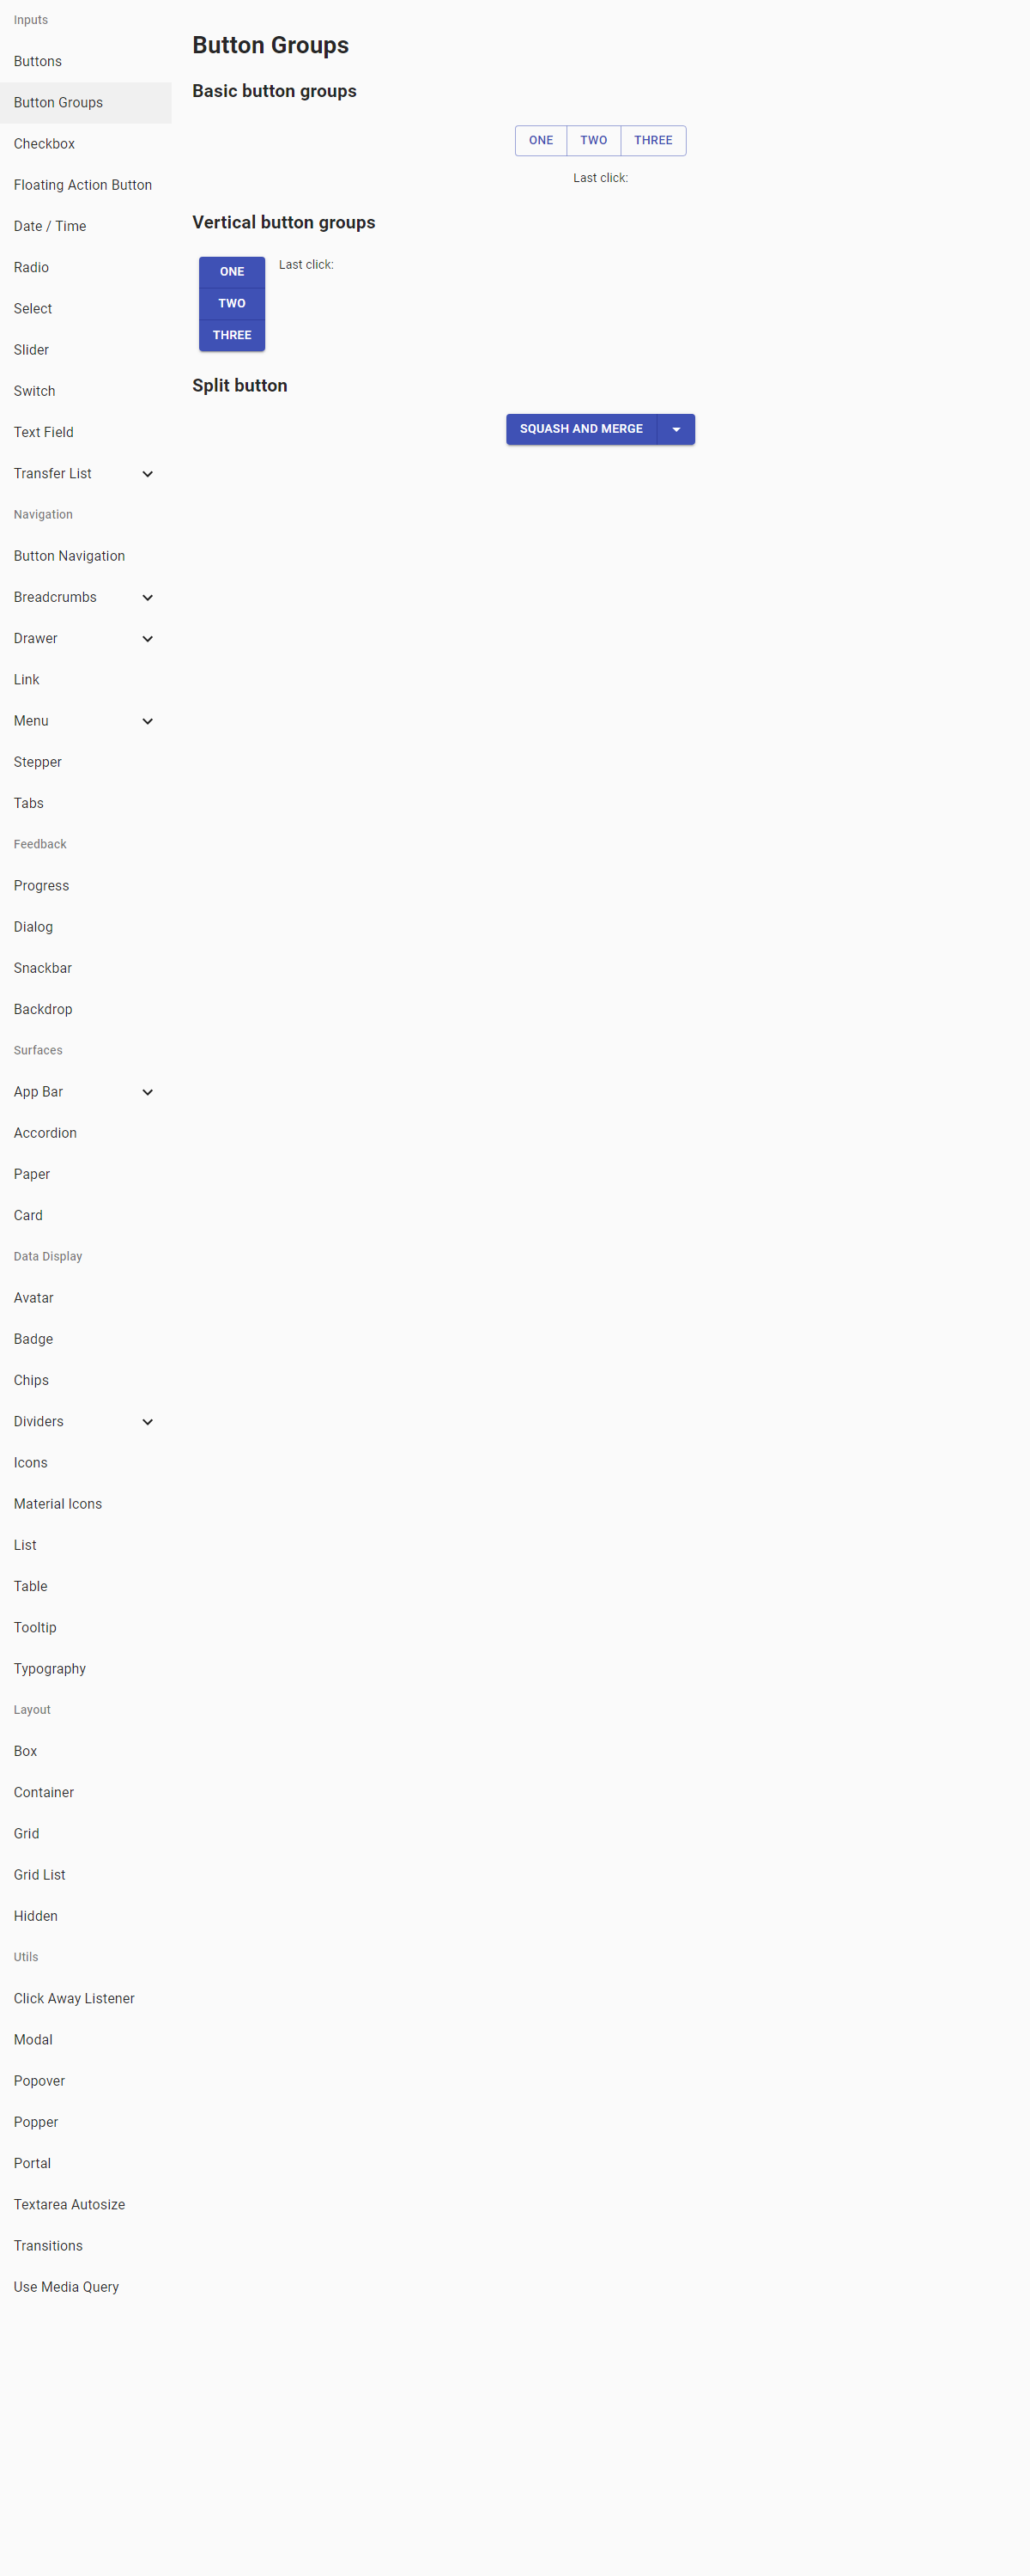 Inputs
Buttons
Button Groups
Checkbox
Floating Action Button
Date / Time
Radio
Select
Slider
Switch
Text Field
Transfer List
Navigation
Button Navigation
Breadcrumbs
Drawer
Link
Menu
Stepper
Tabs
Feedback
Progress
Dialog
Snackbar
Backdrop
Surfaces
App Bar
Accordion
Paper
Card
Data Display
Avatar
Badge
Chips
Dividers
Icons
Material Icons
List
Table
Tooltip
Typography
Layout
Box
Container
Grid
Grid List
Hidden
Utils
Click Away Listener
Modal
Popover
Popper
Portal
Textarea Autosize
Transitions
Use Media Query
Button Groups
Basic button groups
ONE TWO THREE
Last click:
Vertical button groups
ONE
Last click:
TWO
THREE
Split button
SQUASH AND MERGE